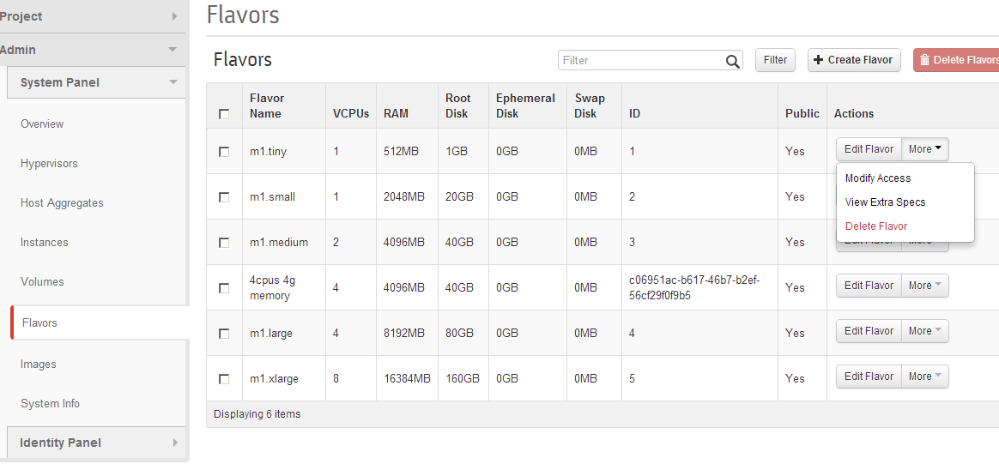 Project
Admin
System Panel
Overview
Hypervisors
Host Aggregates
Instances
Volumes
Flavors
Images
System Info
Identity Panel
Flavors
Flavors
Filter
Filter
Create Flavor
Delete Flavors
Flavor Name VCPUs RAM Root Disk Ephemeral Disk Swap Disk ID Public Actions
m1.tiny 1 512MB 1GB 0GB 0MB 1 Yes Edit Flavor More
Modify Access
View Extra Specs
Delete Flavor
m1.small 1 2048MB 20GB 0GB 0MB 2 Yes
m1.medium 2 4096MB 40GB 0GB 0MB 3 Yes Edit Flavor More
4cpus 4g memory 4 4096MB 40GB 0GB 0MB c06951ac-b617-46b7-b2ef-56cf29f0f9b5 Yes Edit Flavor More
m1.large 4 8192MB 80GB 0GB 0MB 4 Yes Edit Flavor More
m1.xlarge 8 16384MB 160GB 0GB 0MB 5 Yes Edit Flavor More
Displaying 6 items